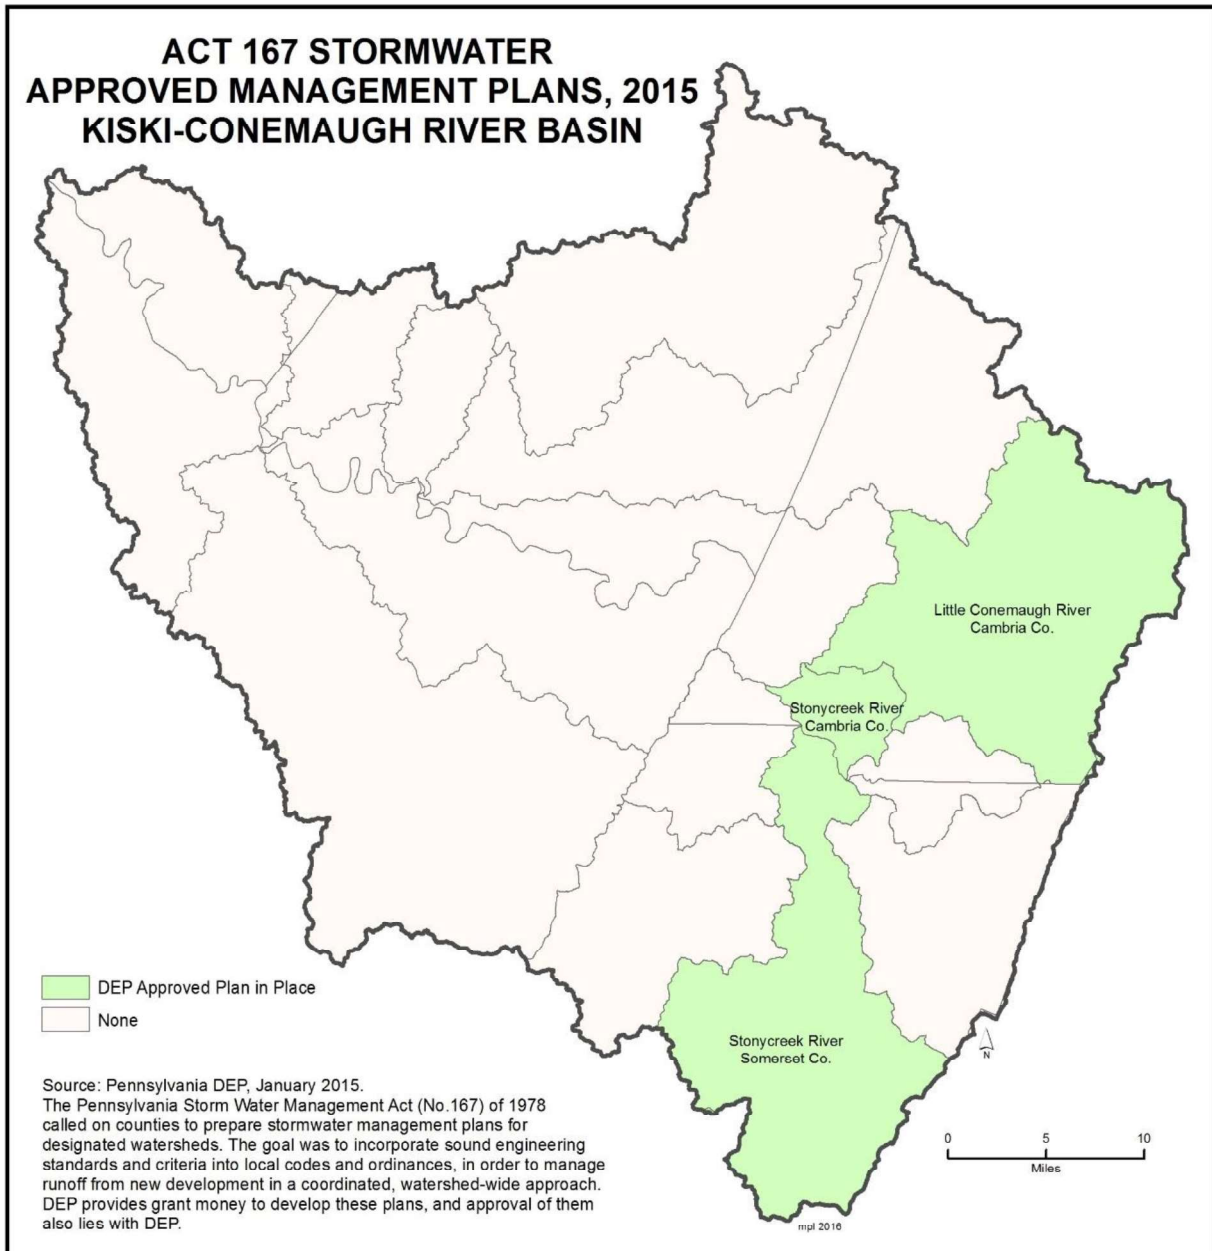 ACT 167 STORMWATER
APPROVED MANAGEMENT PLANS, 2015
KISKI-CONEMAUGH RIVER BASIN
Little Conemaugh River
Cambria Co.
Stonycreek River
Cambria Co.
Stonycreek River
Somerset Co.
DEP Approved Plan in Place
None
N
0 5 10
Miles
Source: Pennsylvania DEP, January 2015.
The Pennsylvania Storm Water Management Act (No.167) of 1978
called on counties to prepare stormwater management plans for
designated watersheds. The goal was to incorporate sound engineering
standards and criteria into local codes and ordinances, in order to manage
runoff from new development in a coordinated, watershed-wide approach.
DEP provides grant money to develop these plans, and approval of them
also lies with DEP.
mpl 2016